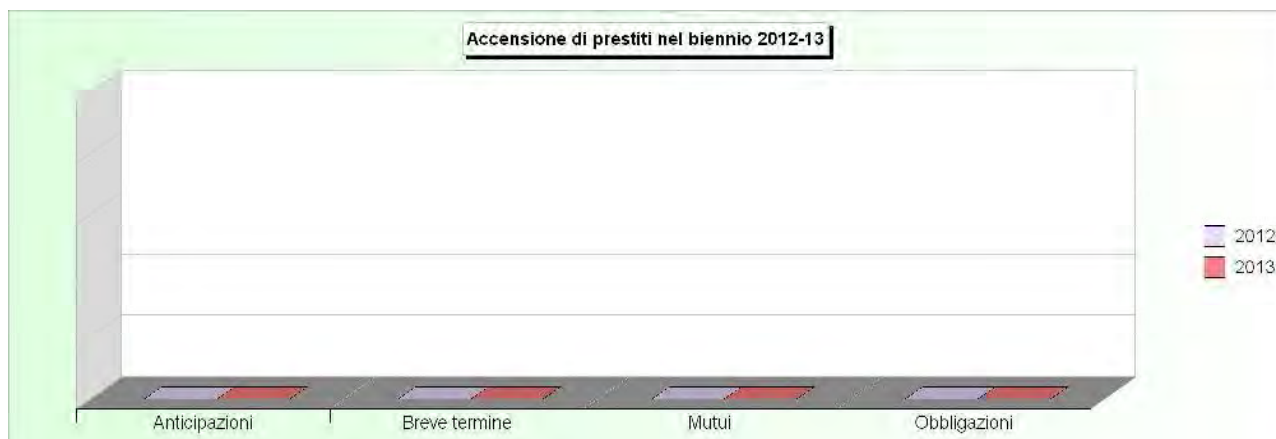 Accensione di prestiti nel biennio 2012-13
2012
2013
Anticipazioni Breve termine Mutui Obbligazioni